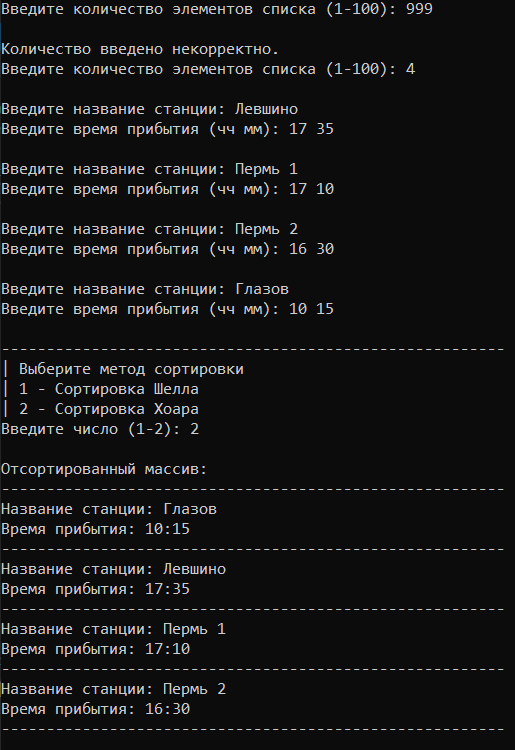 Введите количество элементов списка (1-100): 999
Количество введено некорректно.
Введите количество элементов списка (1-100): 4
Введите название станции: Левшино
Введите время прибытия (чч мм): 17 35
Введите название станции: Пермь 1
Введите время прибытия (чч мм): 17 10
Введите название станции: Пермь 2
Введите время прибытия (чч мм): 16 30
Введите название станции: Глазов
Введите время прибытия (чч мм): 10 15
--------------------------------------------------------
| Выберите метод сортировки
| 1 - Сортировка Шелла
| 2 - Сортировка Хоара
Введите число (1-2): 2
Отсортированный массив:
--------------------------------------------------------
Название станции: Глазов
Время прибытия: 10:15
--------------------------------------------------------
Название станции: Левшино
Время прибытия: 17:35
--------------------------------------------------------
Название станции: Пермь 1
Время прибытия: 17:10
--------------------------------------------------------
Название станции: Пермь 2
Время прибытия: 16:30
--------------------------------------------------------